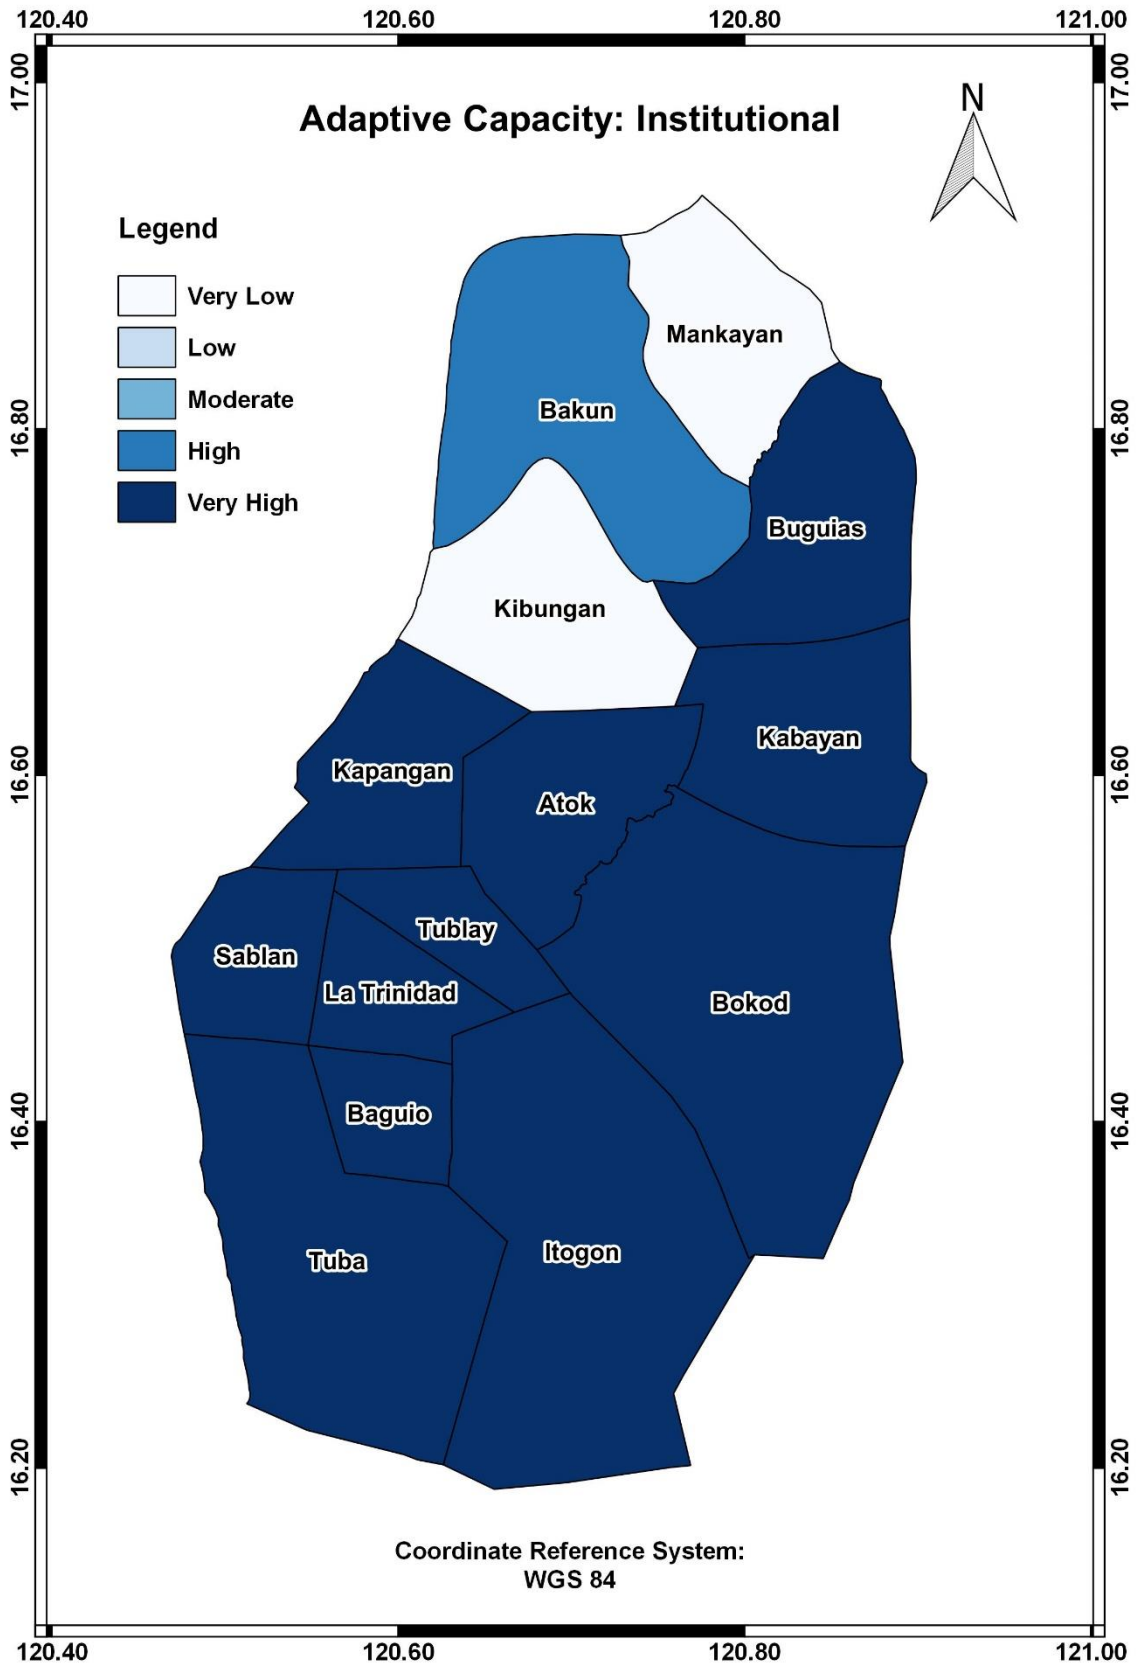 120.40 120.60 120.80 121.00
17.00 17.00
Adaptive Capacity: Institutional
N
Legend
Very Low
Low
Moderate
High
Very High
Mankayan
Bakun
16.80 16.80
Buguias
Kibungan
Kabayan
Kapangan
16.60 16.60
Atok
Tublay
Sablan
La Trinidad
Bokod
Baguio
16.40 16.40
Itogon
Tuba
16.20 16.20
Coordinate Reference System:
WGS 84
120.40 120.60 120.80 121.00